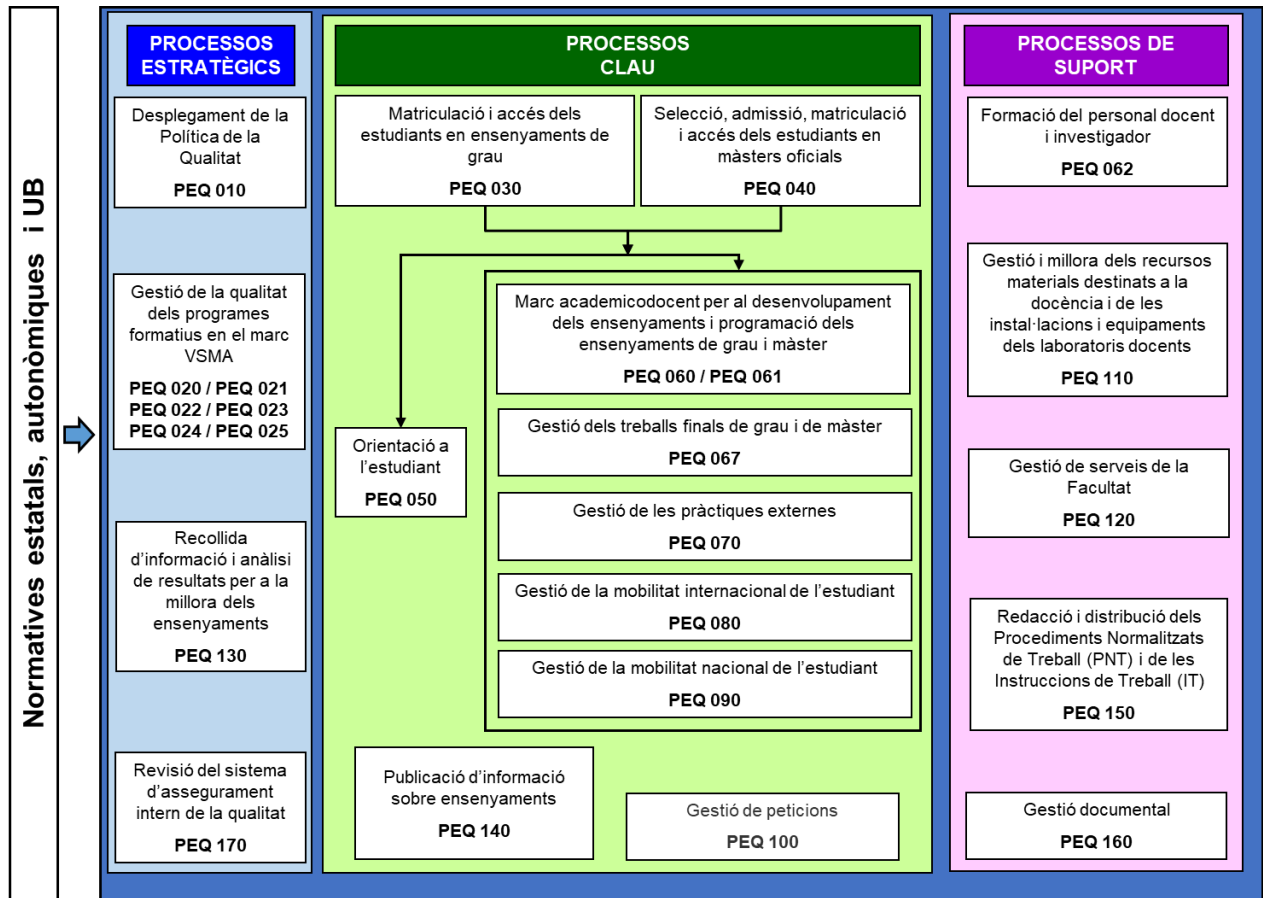 Normatives estatals, autonòmiques i UB
PROCESSOS
ESTRATÈGICS
Desplegament de la
Política de la
Qualitat
PEQ 010
Gestió de la qualitat
dels programes
formatius en el marc
VSMA
PEQ 020 / PEQ 021
PEQ 022 / PEQ 023
PEQ 024 / PEQ 025
Recollida
d'informació i anàlisi
de resultats per a la
millora dels
ensenyaments
PEQ 130
Revisió del sistema
d'assegurament
intern de la qualitat
PEQ 170
PROCESSOS
CLAU
Matriculació i accés dels
estudiants en ensenyaments de
grau
PEQ 030
Selecció, admissió, matriculació
i accés dels estudiants en
màsters oficials
PEQ 040
Orientació a
l'estudiant
PEQ 050
Marc academicodocent per al desenvolupament
dels ensenyaments i programació dels
ensenyaments de grau i màster
PEQ 060 / PEQ 061
Gestió dels treballs finals de grau i de màster
PEQ 067
Gestió de les pràctiques externes
PEQ 070
Gestió de la mobilitat internacional de l'estudiant
PEQ 080
Gestió de la mobilitat nacional de l'estudiant
PEQ 090
Publicació d'informació
sobre ensenyaments
PEQ 140
Gestió de peticions
PEQ 100
PROCESSOS DE
SUPORT
Formació del personal docent
i investigador
PEQ 062
Gestió i millora dels recursos
materials destinats a la
docència i de les
instal·lacions i equipaments
dels laboratoris docents
PEQ 110
Gestió de serveis de la
Facultat
PEQ 120
Redacció i distribució dels
Procediments Normalitzats
de Treball (PNT) i de les
Instruccions de Treball (IT)
PEQ 150
Gestió documental
PEQ 160